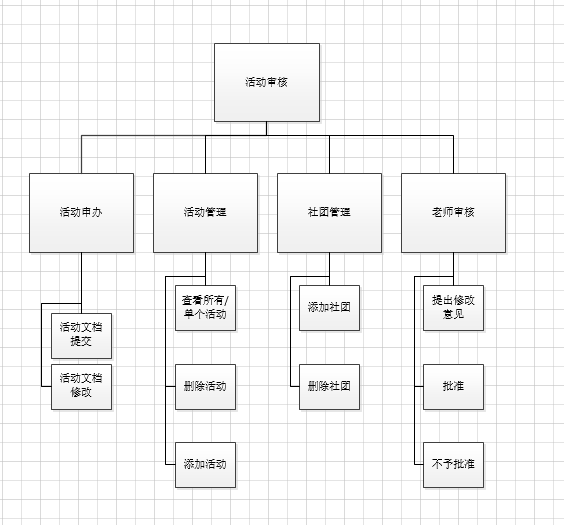 活动审核
活动申办
活动管理
社团管理
老师审核
活动文档
提交
活动文档
修改
查看所有/
单个活动
删除活动
添加活动
添加社团
删除社团
提出修改
意见
批准
不予批准